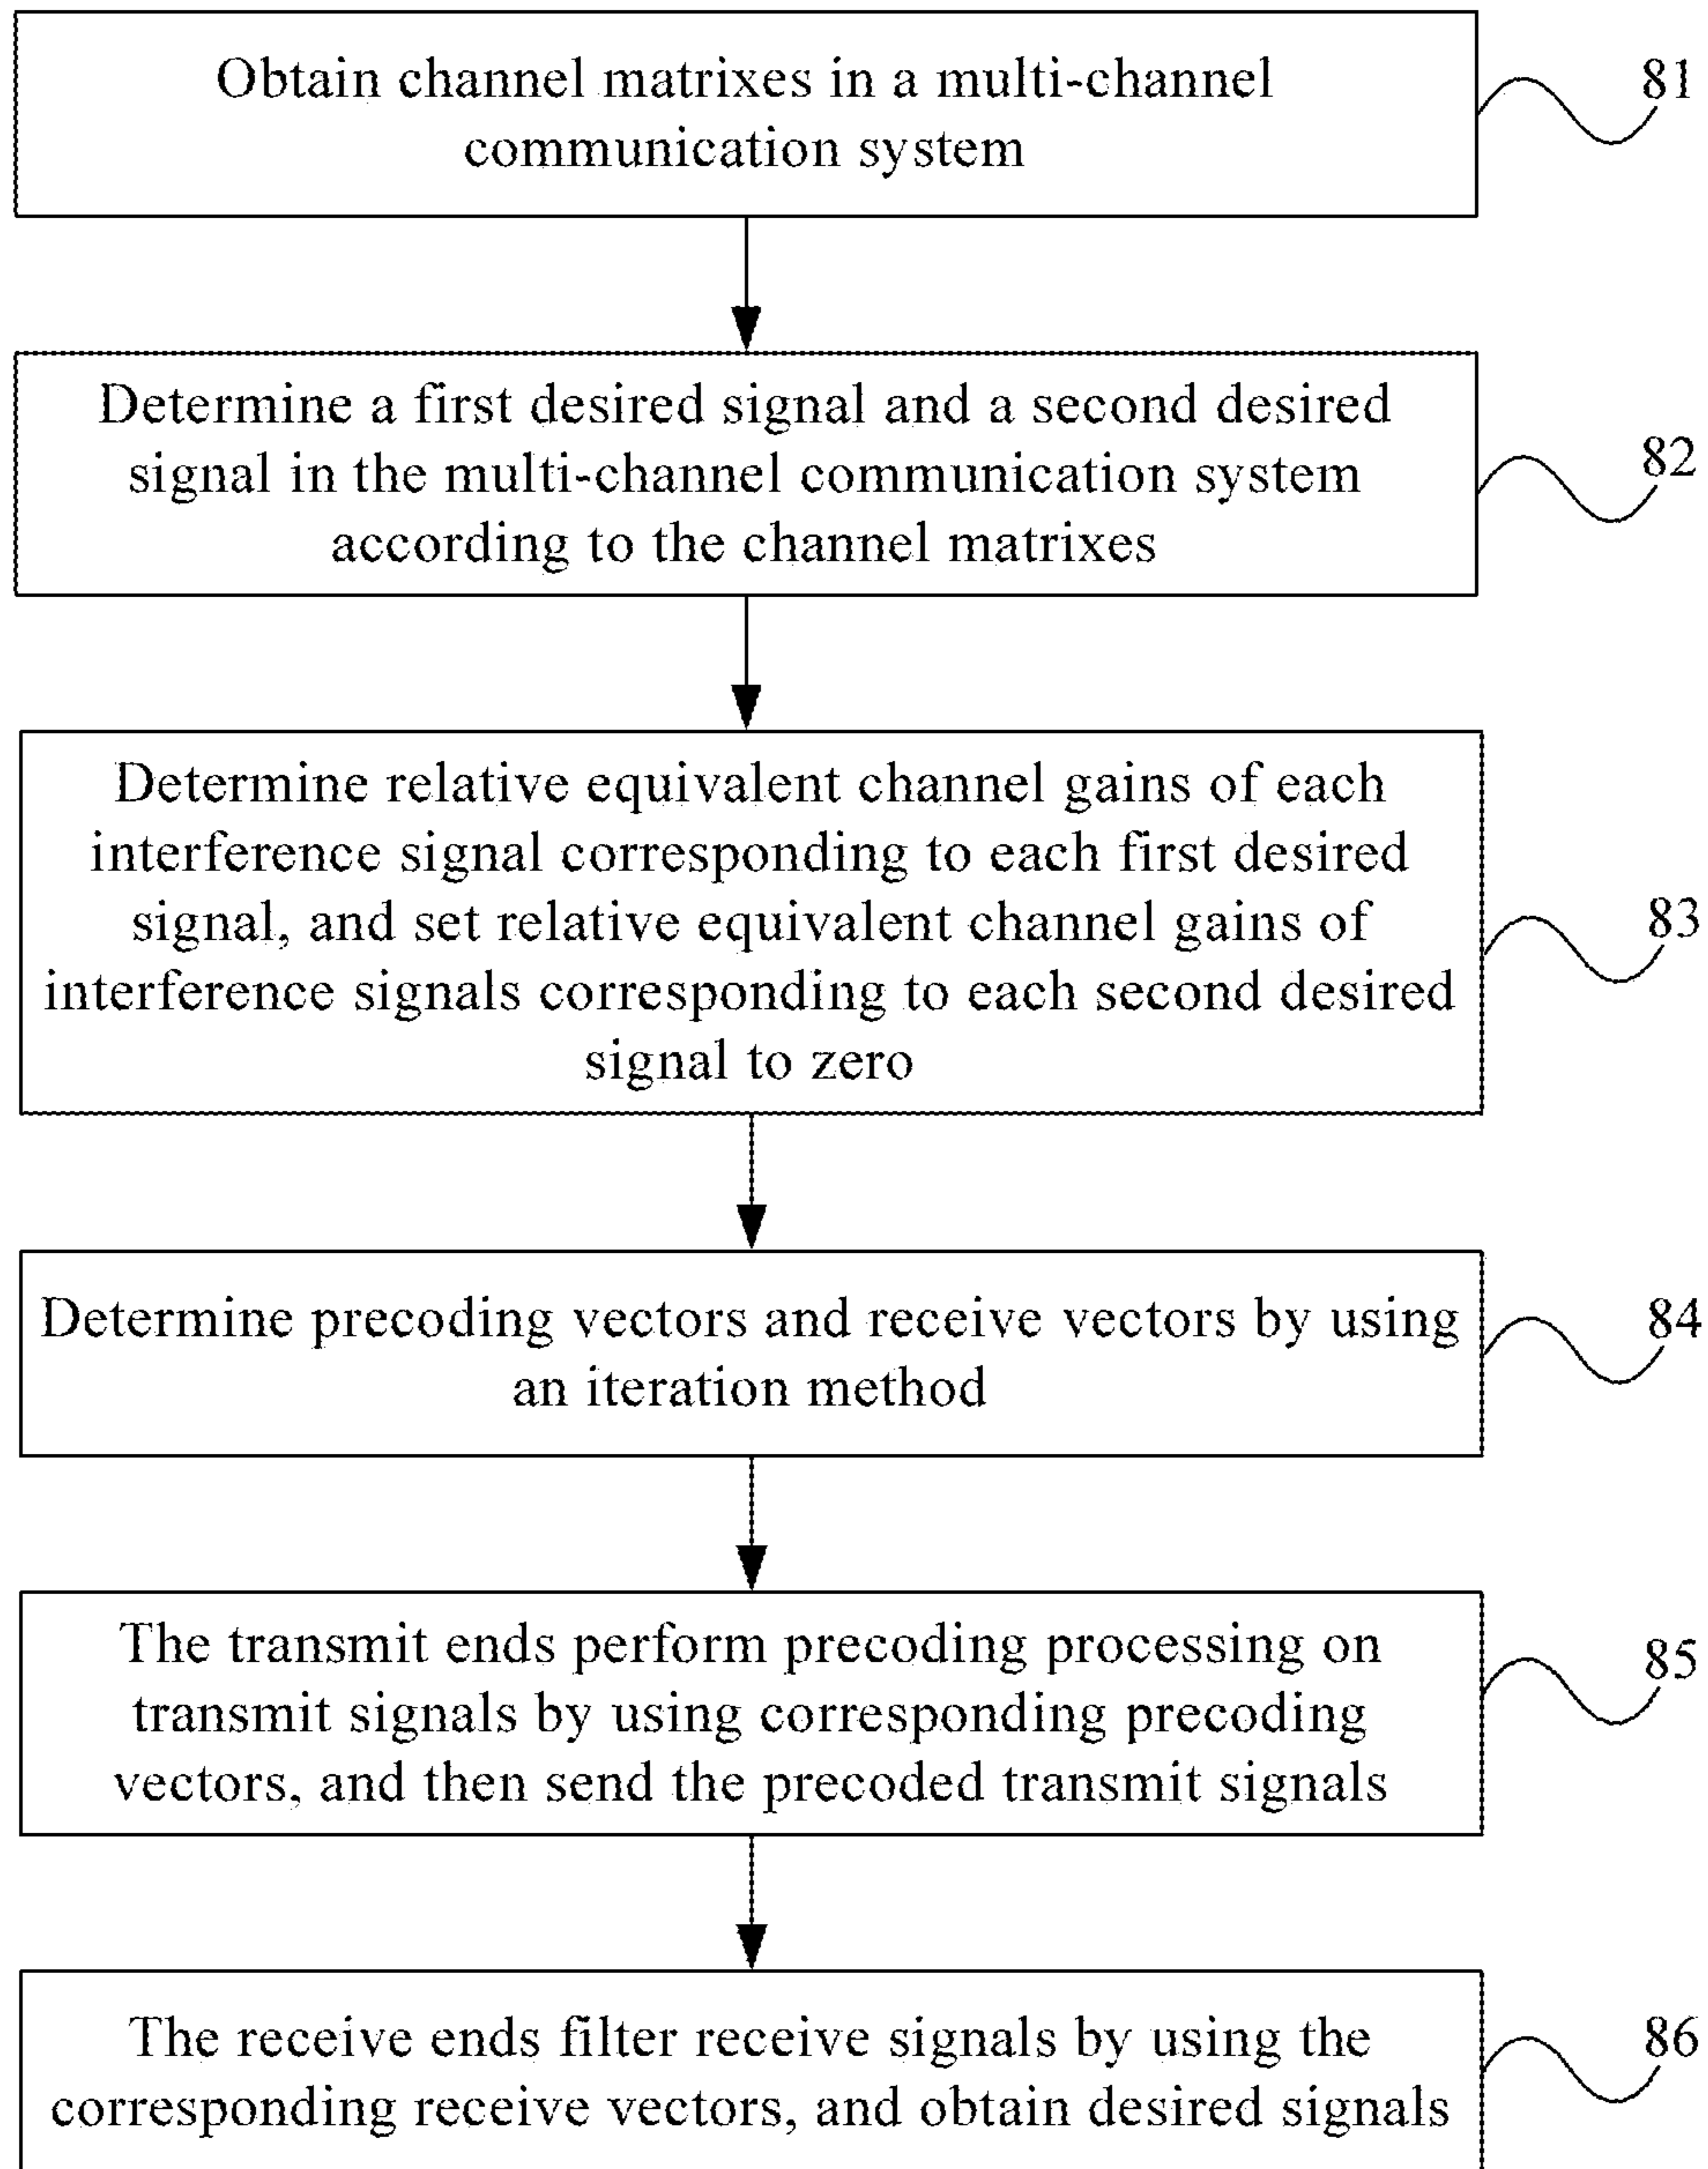 Obtain channel matrixes in a multi-channel
communication system
81
Determine a first desired signal and a second desired
signal in the multi-channel communication system
according to the channel matrixes
82
Determine relative equivalent channel gains of each
interference signal corresponding to each first desired
signal, and set relative equivalent channel gains of
interference signals corresponding to each second desired
signal to zero
83
Determine precoding vectors and receive vectors by using
an iteration method
84
The transmit ends perform precoding processing on
transmit signals by using corresponding precoding
vectors, and then send the precoded transmit signals
85
The receive ends filter receive signals by using the
corresponding receive vectors, and obtain desired signals
86